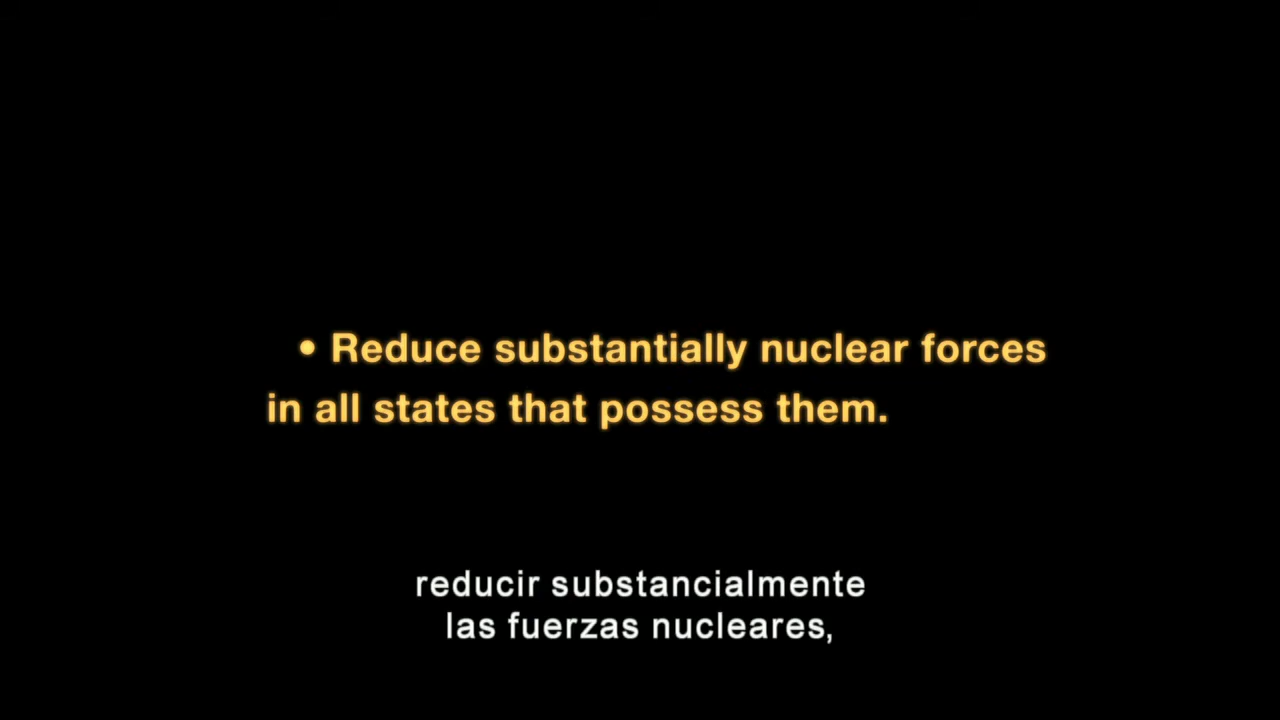 • Reduce substantially nuclear forces
in all states that possess them.
reducir substancialmente
las fuerzas nucleares,